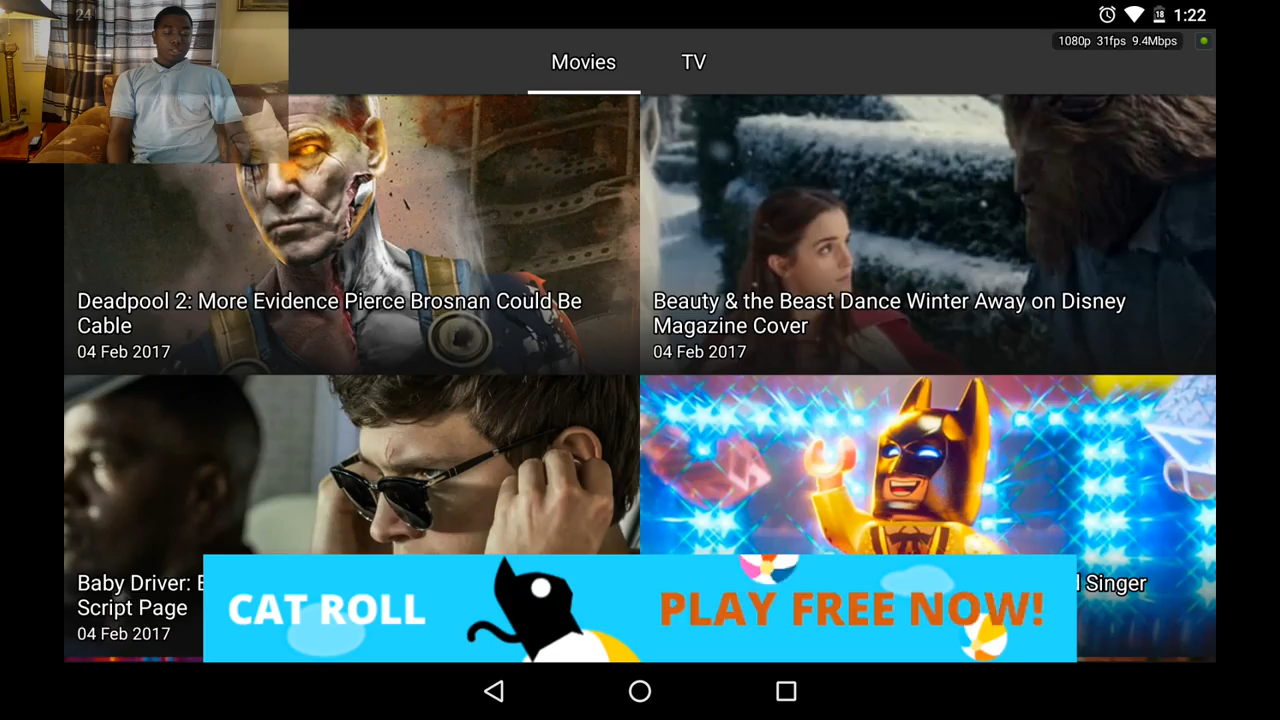 24
18
1:22
1080p 31fps 9.4Mbps
Movies
TV
Deadpool 2: More Evidence Pierce Brosnan Could Be
Cable
04 Feb 2017
Beauty & the Beast Dance Winter Away on Disney
Magazine Cover
04 Feb 2017
Baby Driver:
Script Page
04 Feb 2017
Singer
CAT ROLL
PLAY FREE NOW!